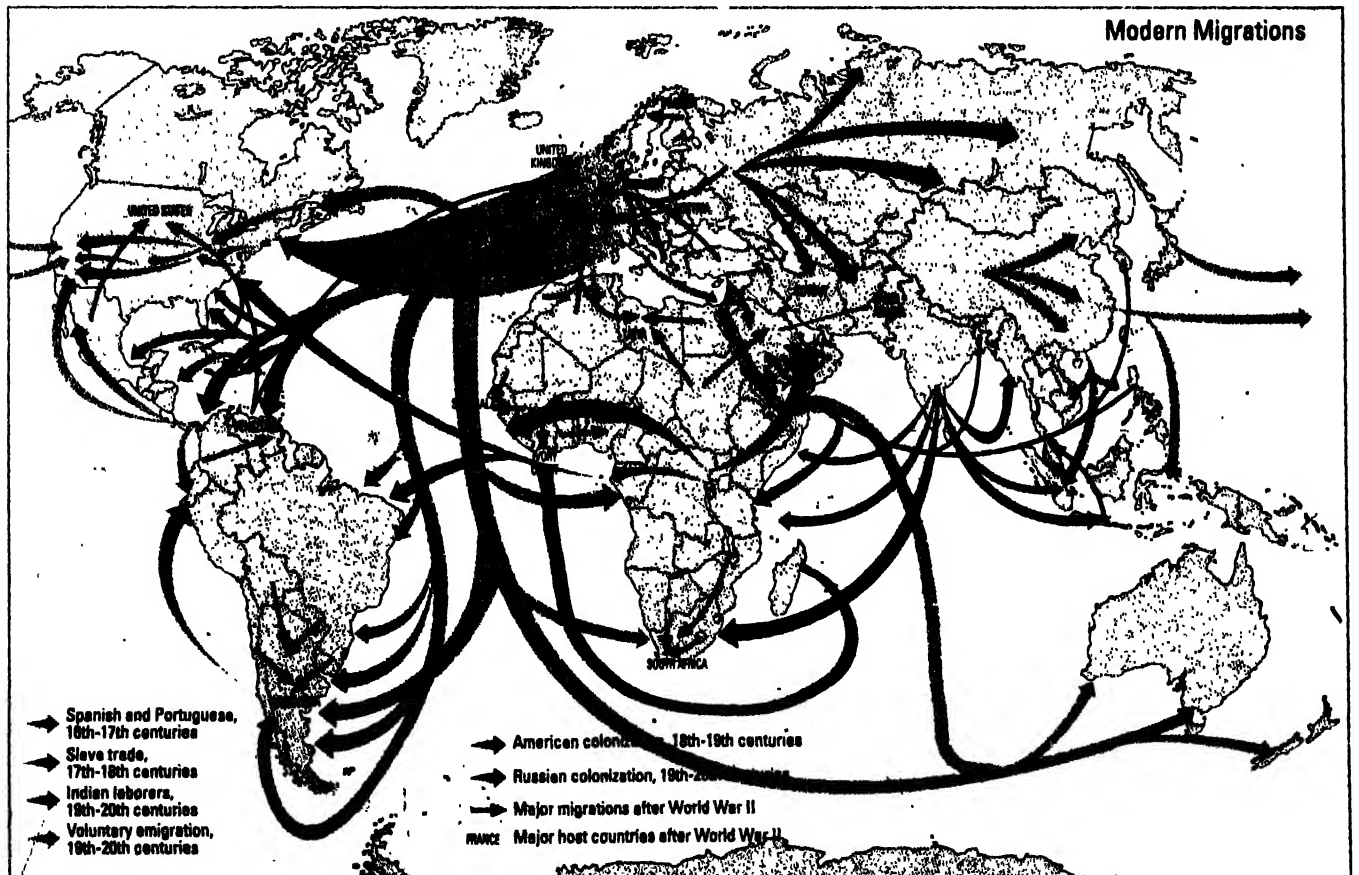 Modern Migrations
UNITED
KINGDOM
UNITED STATES
SOUTH AFRICA
Spanish and Portuguese,
16th-17th centuries
Slave trade,
17th-18th centuries
Indian laborers,
19th-20th centuries
Voluntary emigration,
19th-20th centuries
American colonization, 18th-19th centuries
Russian colonization, 19th-20th centuries
Major migrations after World War II
FRANCE Major host countries after World War II